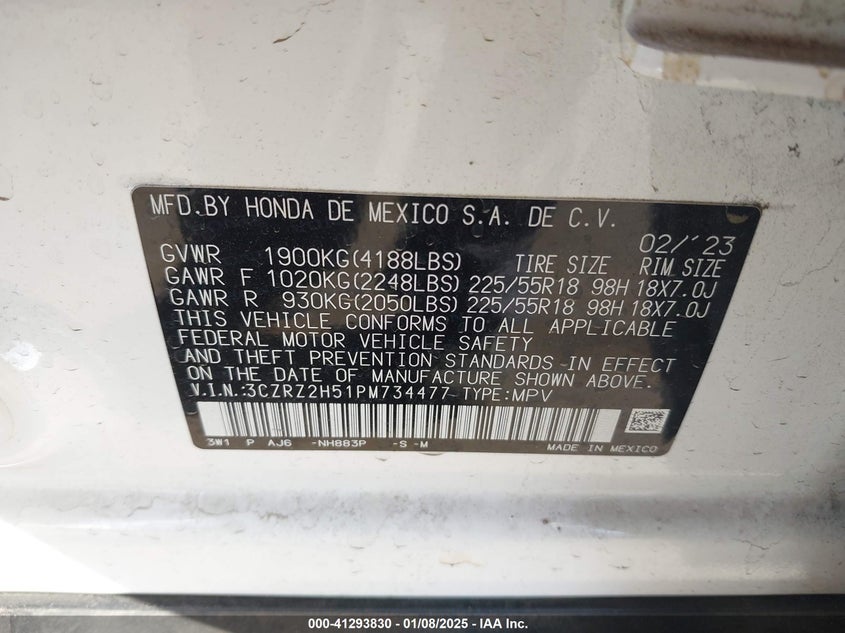 MFD.BY HONDA DE MEXICO S.A. DE C.V.
02/'23
GVWR 1900KG(4188LBS) TIRE SIZE RIM SIZE
GAWR F 1020KG(2248LBS) 225/55R18 98H 18X7.0J
GAWR R 930KG(2050LBS) 225/55R18 98H 18X7.0J
THIS VEHICLE CONFORMS TO ALL APPLICABLE
FEDERAL MOTOR VEHICLE SAFETY
AND THEFT PREVENTION STANDARDS IN EFFECT
ON THE DATE OF MANUFACTURE SHOWN ABOVE.
V.I.N.:3CZRZ2H51PM734477 TYPE:MPV
3W1 P AJ6 -NH883P -S -M MADE IN MEXICO
000-41293830 - 01/08/2025 - IAA Inc.